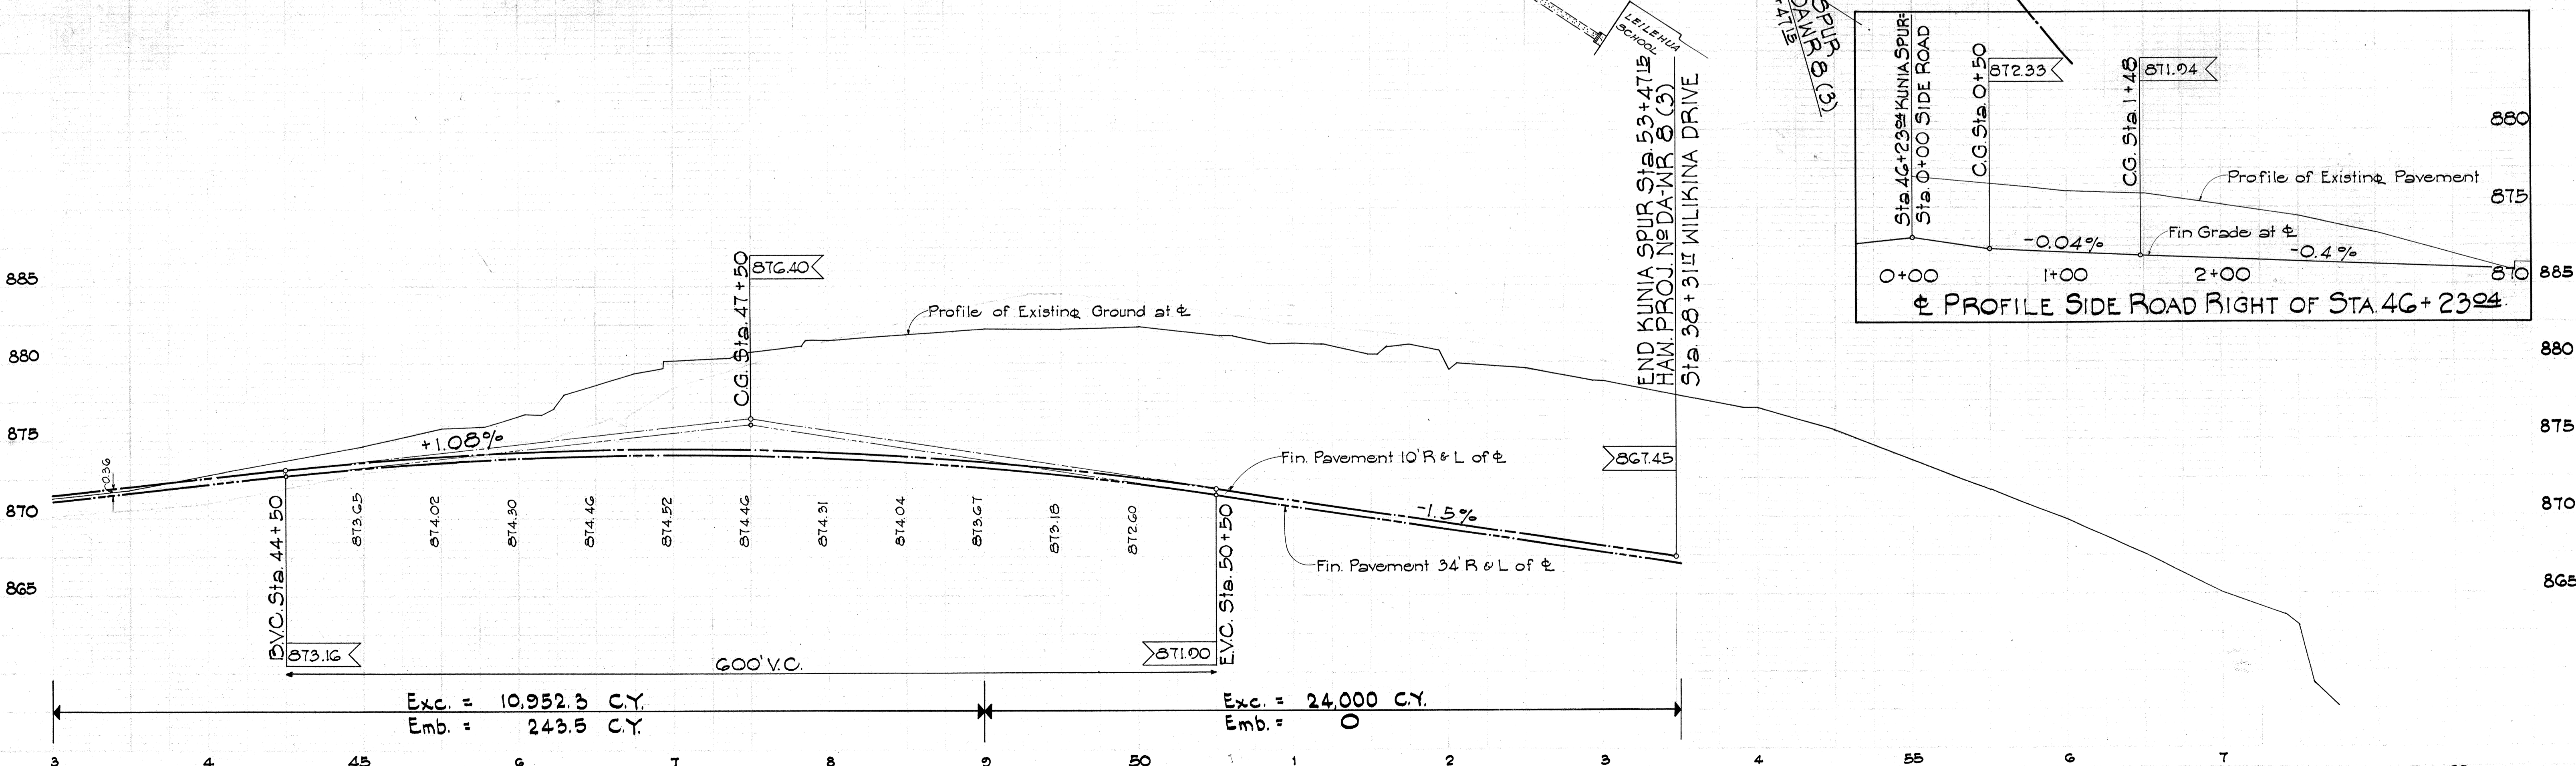 LEILEHUA
SCHOOL
SPUR
8 (3)
END KUNIA SPUR Sta. 53+47 15
HAW. PROJ. Nº DA-WR 8 (3)
Sta. 38+31 17 WILIKINA DRIVE
Sta. 46+23 04 KUNIA SPUR=
Sta. 0+00 SIDE ROAD
C.G. Sta. 0+50
872.33
C.G. Sta. 1+48
871.94
880
875
870
Profile of Existing Pavement
Fin Grade at ℄
-0.04%
-0.4%
0+00 1+00 2+00
℄ PROFILE SIDE ROAD RIGHT OF STA. 46+23 04.
885
880
875
870
865
885
880
875
870
865
C.G. Sta. 47+50
876.40
Profile of Existing Ground at ℄
+1.08%
0.36
Fin. Pavement 10' R & L of ℄
867.45
-1.5%
Fin. Pavement 34' R & L of ℄
B.V.C. Sta. 44+50
873.16
873.65
874.02
874.30
874.46
874.52
874.46
874.31
874.04
873.67
873.18
872.60
E.V.C. Sta. 50+50
871.90
600' V.C.
Exc. = 10,952.3 C.Y.
Emb. = 243.5 C.Y.
Exc. = 24,000 C.Y.
Emb. = 0
3 4 45 6 7 8 9 50 1 2 3 4 55 6 7